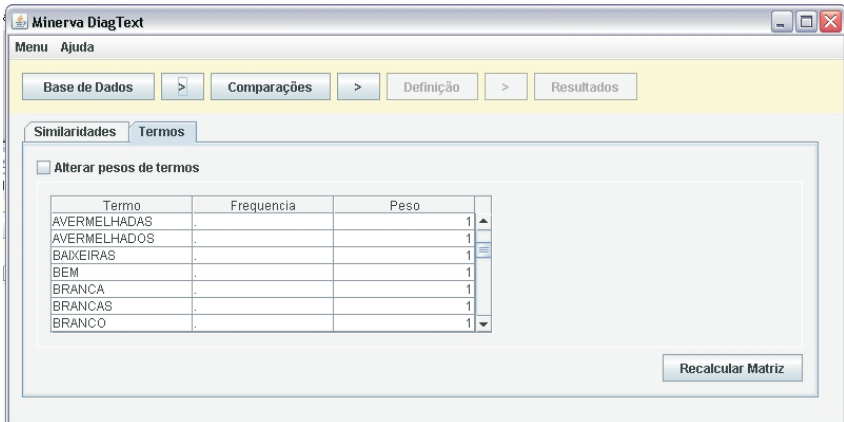 Minerva DiagText
Menu Ajuda
Base de Dados > Comparações > Definição > Resultados
Similaridades Termos
Alterar pesos de termos
Termo Frequencia Peso
AVERMELHADAS . 1
AVERMELHADOS . 1
BAIXEIRAS . 1
BEM . 1
BRANCA . 1
BRANCAS . 1
BRANCO . 1
Recalcular Matriz